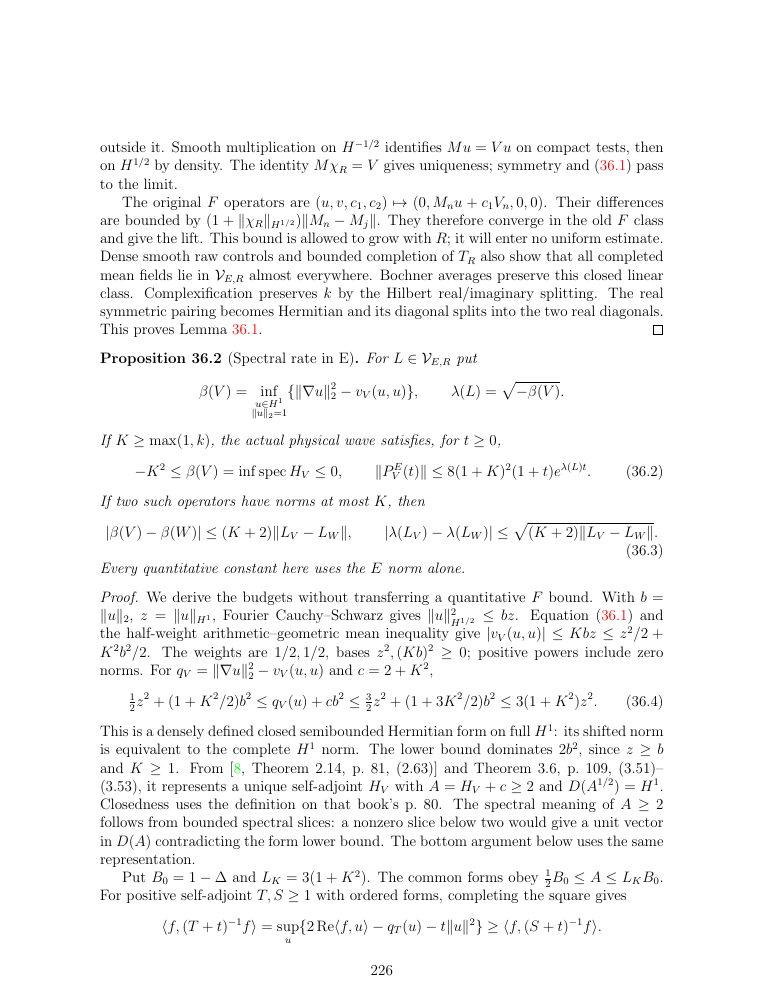 outside it. Smooth multiplication on H^{-1/2} identifies Mu = Vu on compact tests, then
on H^{1/2} by density. The identity Mχ_R = V gives uniqueness; symmetry and (36.1) pass
to the limit.
The original F operators are (u, v, c_1, c_2) ↦ (0, M_n u + c_1 V_n, 0, 0). Their differences
are bounded by (1 + ‖χ_R‖_{H^{1/2}})‖M_n − M_j‖. They therefore converge in the old F class
and give the lift. This bound is allowed to grow with R; it will enter no uniform estimate.
Dense smooth raw controls and bounded completion of T_R also show that all completed
mean fields lie in 𝒱_{E,R} almost everywhere. Bochner averages preserve this closed linear
class. Complexification preserves k by the Hilbert real/imaginary splitting. The real
symmetric pairing becomes Hermitian and its diagonal splits into the two real diagonals.
This proves Lemma 36.1. □
Proposition 36.2 (Spectral rate in E). For L ∈ 𝒱_{E,R} put
β(V) = inf_{u∈H^1, ‖u‖_2=1} {‖∇u‖_2^2 − v_V(u, u)}, λ(L) = √(−β(V)).
If K ≥ max(1, k), the actual physical wave satisfies, for t ≥ 0,
−K^2 ≤ β(V) = inf spec H_V ≤ 0, ‖P_V^E(t)‖ ≤ 8(1 + K)^2(1 + t)e^{λ(L)t}. (36.2)
If two such operators have norms at most K, then
|β(V) − β(W)| ≤ (K + 2)‖L_V − L_W‖, |λ(L_V) − λ(L_W)| ≤ √((K + 2)‖L_V − L_W‖).
(36.3)
Every quantitative constant here uses the E norm alone.
Proof. We derive the budgets without transferring a quantitative F bound. With b =
‖u‖_2, z = ‖u‖_{H^1}, Fourier Cauchy–Schwarz gives ‖u‖_{H^{1/2}}^2 ≤ bz. Equation (36.1) and
the half-weight arithmetic–geometric mean inequality give |v_V(u, u)| ≤ Kbz ≤ z^2/2 +
K^2b^2/2. The weights are 1/2, 1/2, bases z^2, (Kb)^2 ≥ 0; positive powers include zero
norms. For q_V = ‖∇u‖_2^2 − v_V(u, u) and c = 2 + K^2,
½z^2 + (1 + K^2/2)b^2 ≤ q_V(u) + cb^2 ≤ 3/2 z^2 + (1 + 3K^2/2)b^2 ≤ 3(1 + K^2)z^2. (36.4)
This is a densely defined closed semibounded Hermitian form on full H^1: its shifted norm
is equivalent to the complete H^1 norm. The lower bound dominates 2b^2, since z ≥ b
and K ≥ 1. From [8, Theorem 2.14, p. 81, (2.63)] and Theorem 3.6, p. 109, (3.51)–
(3.53), it represents a unique self-adjoint H_V with A = H_V + c ≥ 2 and D(A^{1/2}) = H^1.
Closedness uses the definition on that book's p. 80. The spectral meaning of A ≥ 2
follows from bounded spectral slices: a nonzero slice below two would give a unit vector
in D(A) contradicting the form lower bound. The bottom argument below uses the same
representation.
Put B_0 = 1 − Δ and L_K = 3(1 + K^2). The common forms obey ½B_0 ≤ A ≤ L_K B_0.
For positive self-adjoint T, S ≥ 1 with ordered forms, completing the square gives
⟨f, (T + t)^{-1}f⟩ = sup_u {2 Re⟨f, u⟩ − q_T(u) − t‖u‖^2} ≥ ⟨f, (S + t)^{-1}f⟩.
226